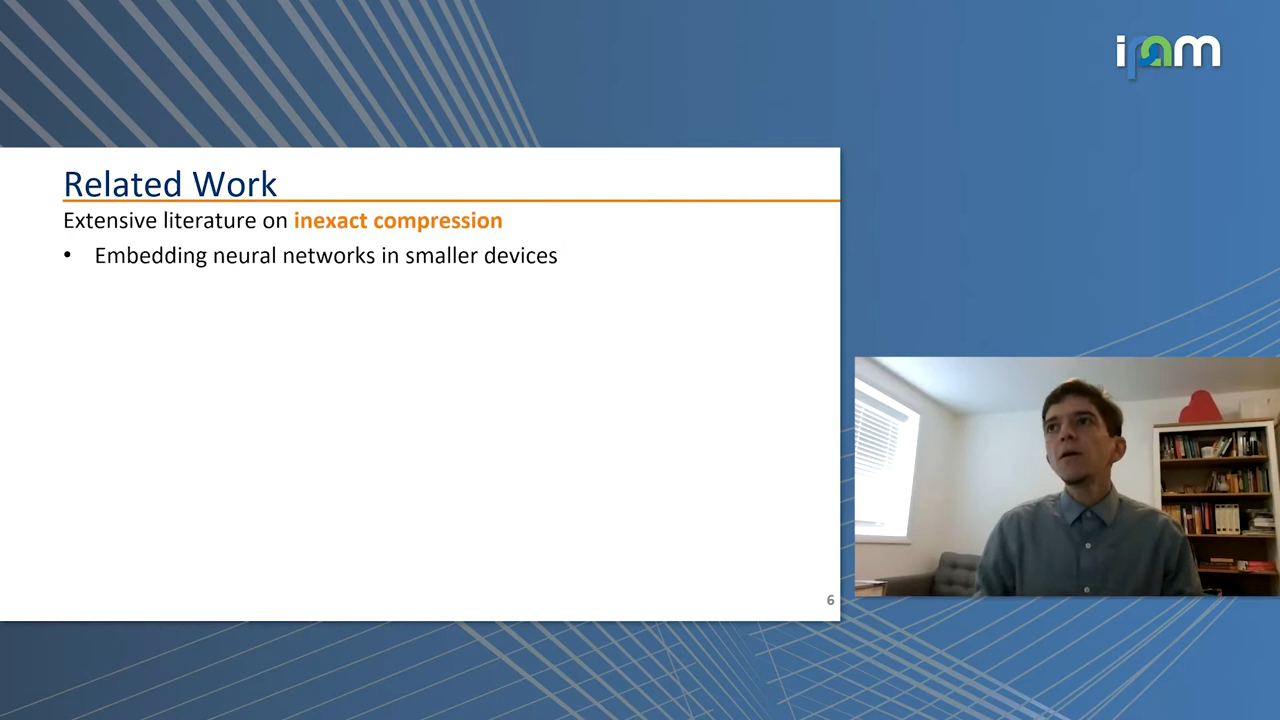 ipam
Related Work
Extensive literature on inexact compression
• Embedding neural networks in smaller devices
6